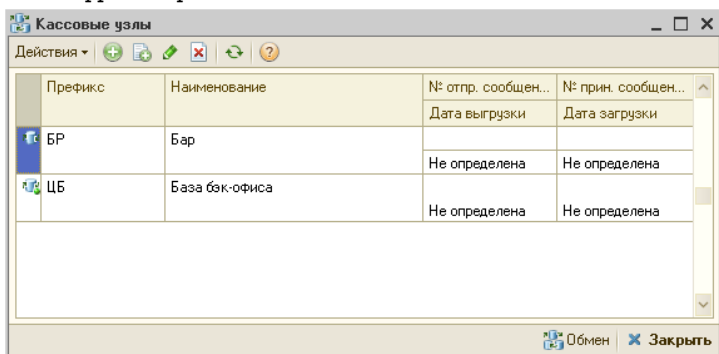 Кассовые узлы
Действия
Префикс Наименование № отпр. сообщен... № прин. сообщен...
Дата выгрузки Дата загрузки
БР Бар
Не определена Не определена
ЦБ База бэк-офиса
Не определена Не определена
Обмен Закрыть